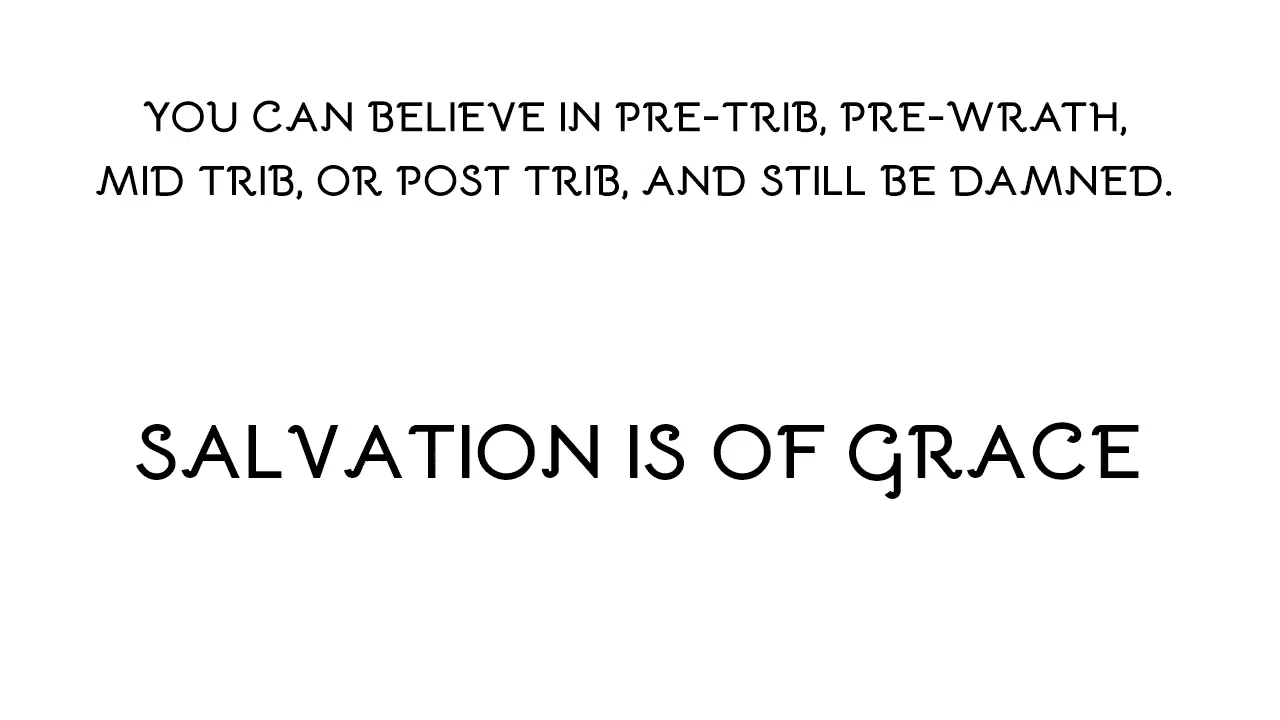 YOU CAN BELIEVE IN PRE-TRIB, PRE-WRATH,
MID TRIB, OR POST TRIB, AND STILL BE DAMNED.
SALVATION IS OF GRACE